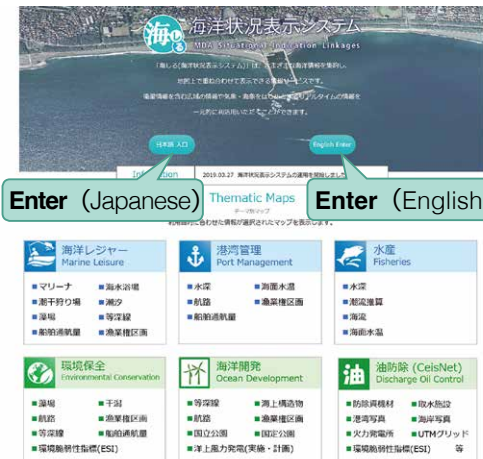 海しる
海洋状況表示システム
MDA Situational Indication Linkages
「海しる(海洋状況表示システム)」は、さまざまな海洋情報を集約し、
地図上で重ね合わせて表示できる情報サービスです。
衛星情報を含む広域の情報や気象・海象をはじめとするリアルタイムの情報を
一元的に利活用いただくことができます。
日本語 入口
English Enter
2019.03.27 海洋状況表示システムの運用を開始しました
Enter（Japanese）
Thematic Maps
Enter（English
テーマ別マップ
利用目的に合わせた情報が選択されたマップを表示します。
海洋レジャー
Marine Leisure
■マリーナ ■海水浴場
■潮干狩り場 ■潮汐
■藻場 ■等深線
■船舶通航量 ■漁業権区画
港湾管理
Port Management
■水深 ■海面水温
■航路 ■漁業権区画
■船舶通航量
水産
Fisheries
■水深
■潮流推算
■海流
■海面水温
環境保全
Environmental Conservation
■藻場 ■干潟
■航路 ■漁業権区画
■等深線 ■船舶通航量
■環境脆弱性指標(ESI)
海洋開発
Ocean Development
■等深線 ■海上構造物
■航路 ■漁業権区画
■国立公園 ■国定公園
■洋上風力発電(実施・計画)
油
油防除 (CeisNet)
Discharge Oil Control
■防除資機材 ■取水施設
■港湾写真 ■海岸写真
■火力発電所 ■UTMグリッド
■環境脆弱性指標(ESI) 等